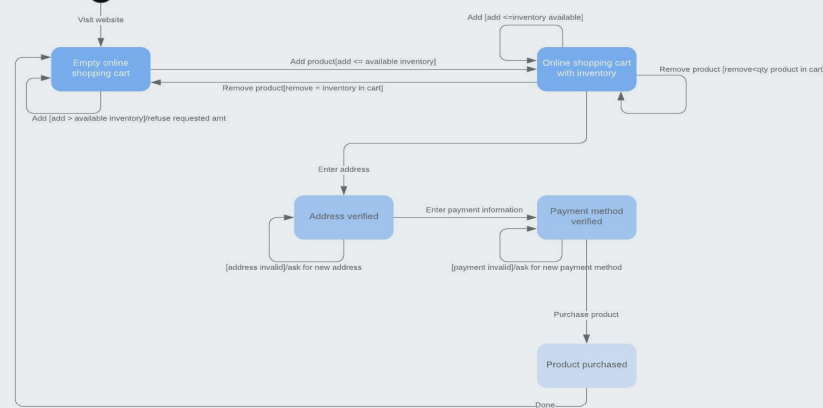 Visit website
Add [add <=inventory available]
Empty online
shopping cart
Add product[add <= available inventory]
Online shopping cart
with inventory
Remove product [remove<qty product in cart
Remove product[remove = inventory in cart]
Add [add > available inventory]/refuse requested amt
Enter address
Address verified
Enter payment information
Payment method
verified
[address invalid]/ask for new address
[payment invalid]/ask for new payment method
Purchase product
Product purchased
Done